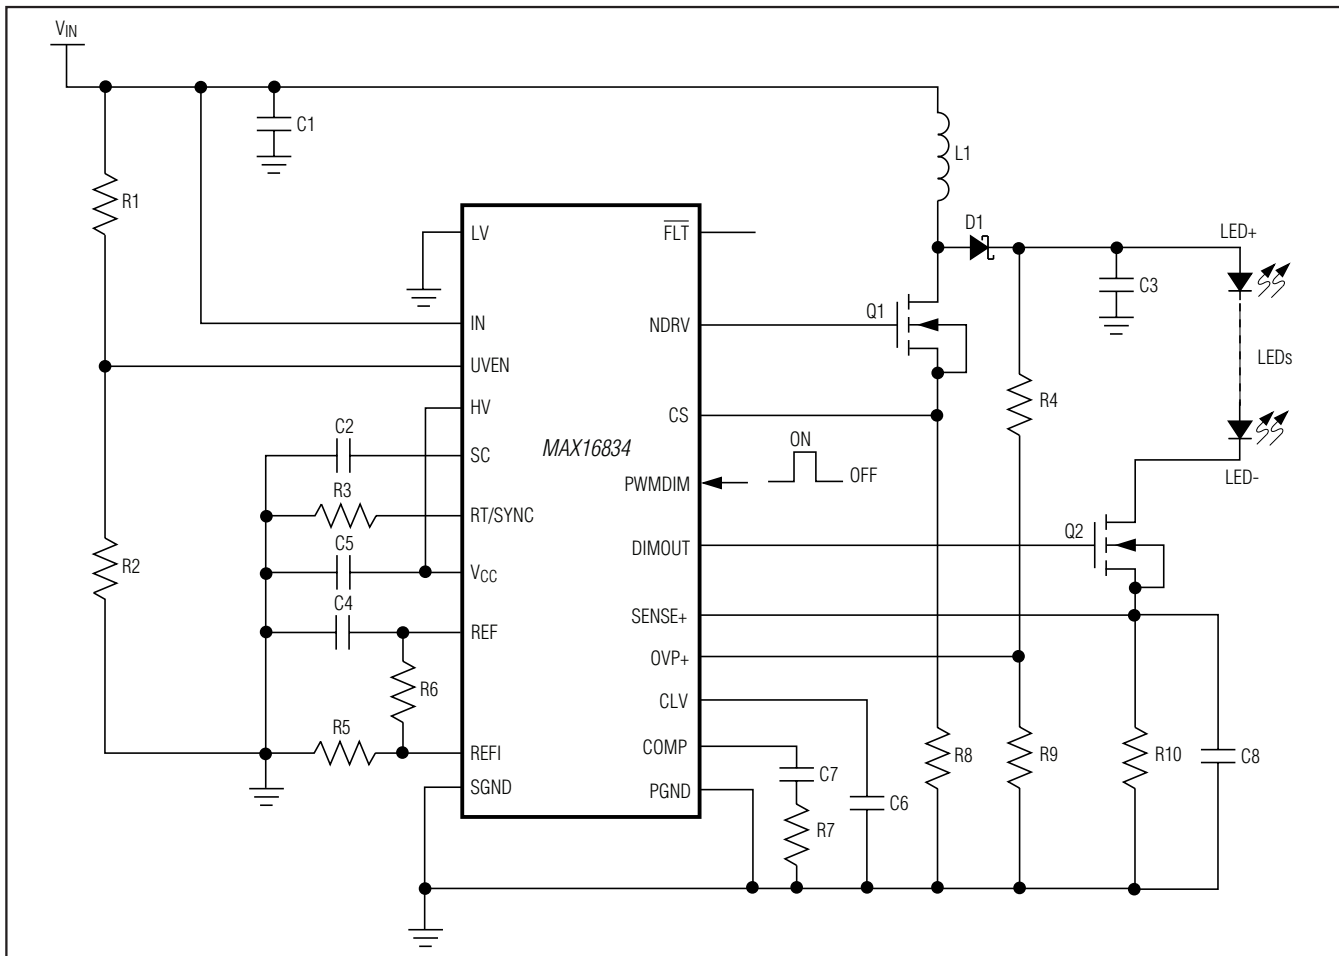 VIN
C1
L1
R1
LV
FLT
D1
LED+
C3
Q1
IN
NDRV
LEDs
UVEN
R4
HV
CS
C2
MAX16834
ON
SC
OFF
LED-
R3
PWMDIM
RT/SYNC
Q2
C5
DIMOUT
R2
VCC
C4
SENSE+
REF
OVP+
R6
CLV
R5
COMP
REFI
R8
R9
R10
C8
C7
SGND
PGND
C6
R7